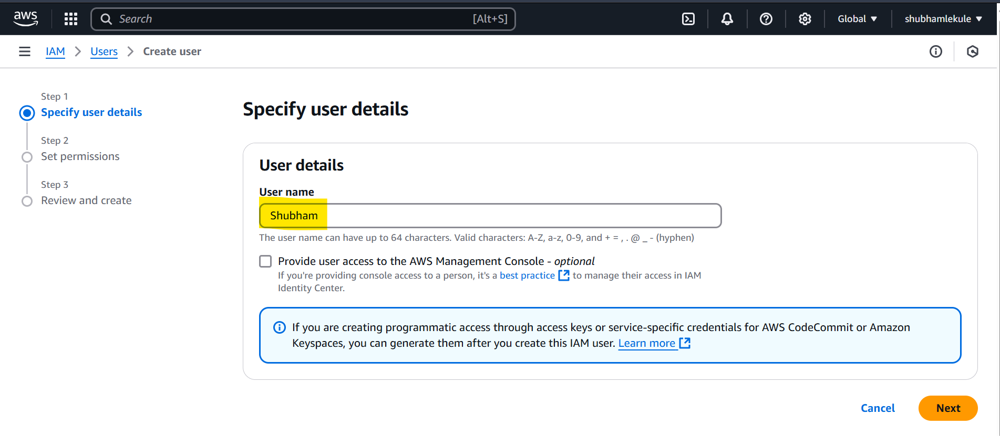 aws
Search [Alt+S]
Global
shubhamlekule
IAM > Users > Create user
Step 1
Specify user details
Step 2
Set permissions
Step 3
Review and create
Specify user details
User details
User name
Shubham
The user name can have up to 64 characters. Valid characters: A-Z, a-z, 0-9, and + = , . @ _ - (hyphen)
Provide user access to the AWS Management Console - optional
If you're providing console access to a person, it's a best practice to manage their access in IAM
Identity Center.
If you are creating programmatic access through access keys or service-specific credentials for AWS CodeCommit or Amazon
Keyspaces, you can generate them after you create this IAM user. Learn more
Cancel
Next